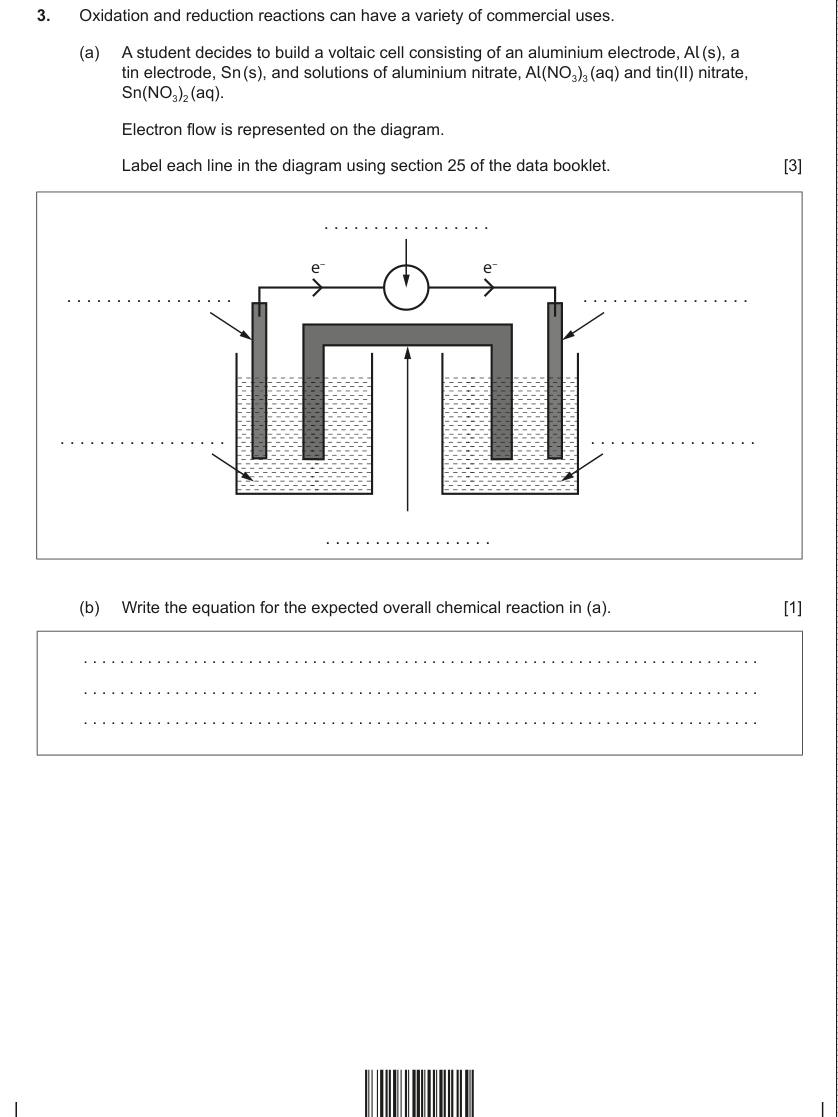 3. Oxidation and reduction reactions can have a variety of commercial uses.
(a) A student decides to build a voltaic cell consisting of an aluminium electrode, Al (s), a
tin electrode, Sn (s), and solutions of aluminium nitrate, Al(NO₃)₃ (aq) and tin(II) nitrate,
Sn(NO₃)₂ (aq).
Electron flow is represented on the diagram.
Label each line in the diagram using section 25 of the data booklet. [3]
e⁻ e⁻
(b) Write the equation for the expected overall chemical reaction in (a). [1]